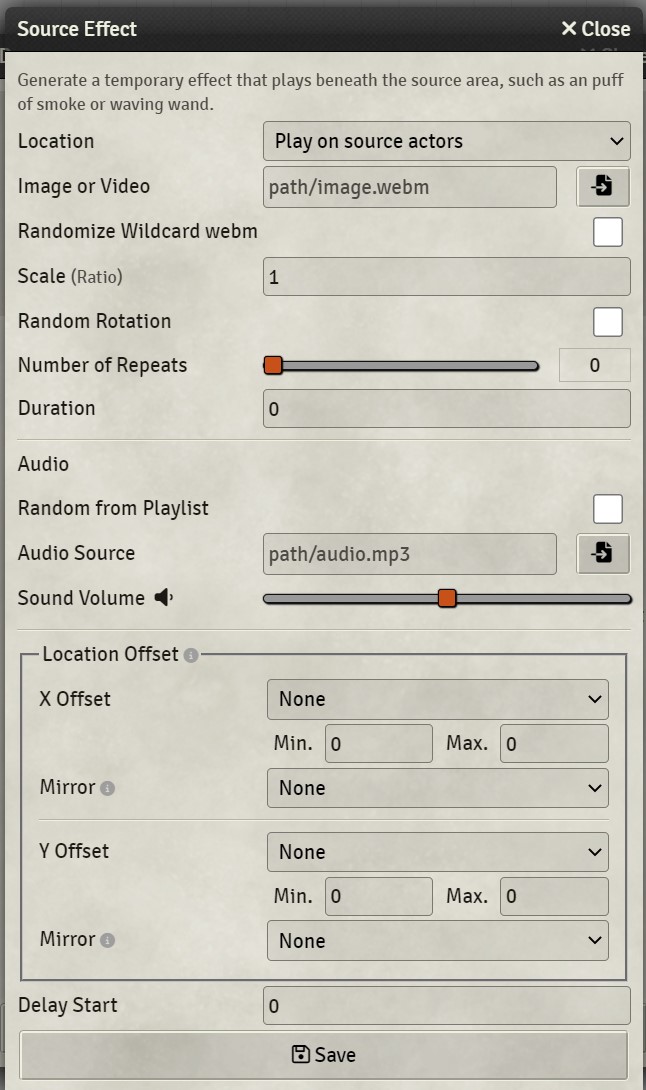 Source Effect
Close
Generate a temporary effect that plays beneath the source area, such as an puff
of smoke or waving wand.
Location
Play on source actors
Image or Video
path/image.webm
Randomize Wildcard webm
Scale (Ratio)
1
Random Rotation
Number of Repeats
0
Duration
0
Audio
Random from Playlist
Audio Source
path/audio.mp3
Sound Volume
Location Offset
X Offset
None
Min. 0 Max. 0
Mirror
None
Y Offset
None
Min. 0 Max. 0
Mirror
None
Delay Start
0
Save